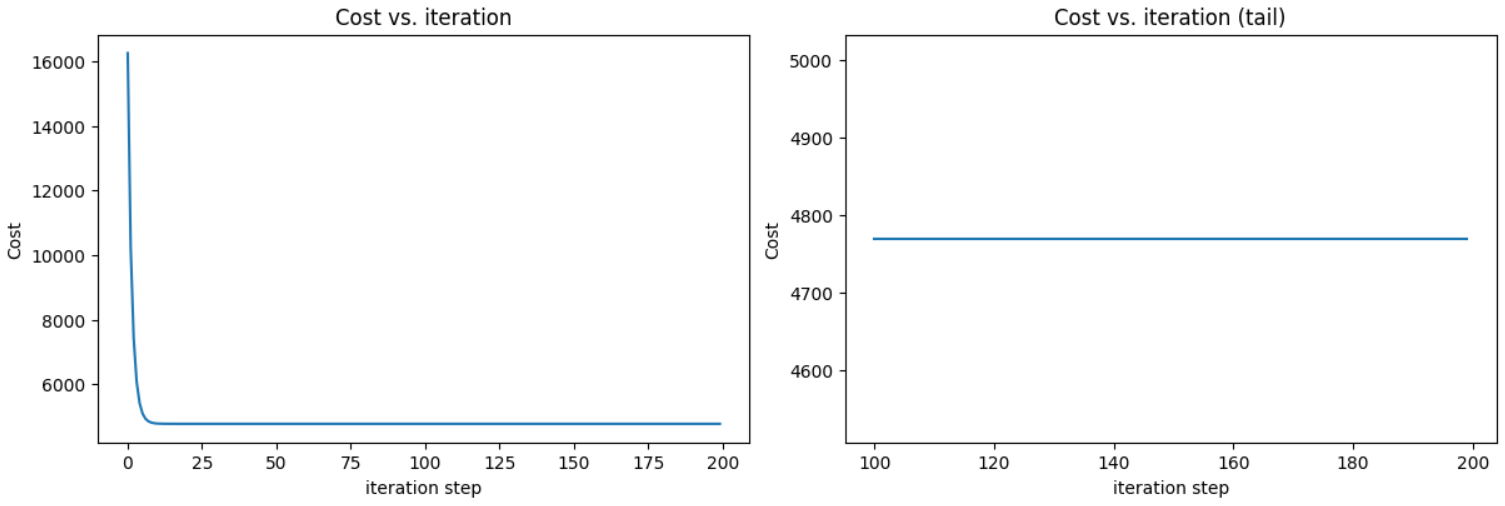 Cost vs. iteration
16000
14000
12000
10000
8000
6000
Cost
0 25 50 75 100 125 150 175 200
iteration step
Cost vs. iteration (tail)
5000
4900
4800
4700
4600
Cost
100 120 140 160 180 200
iteration step